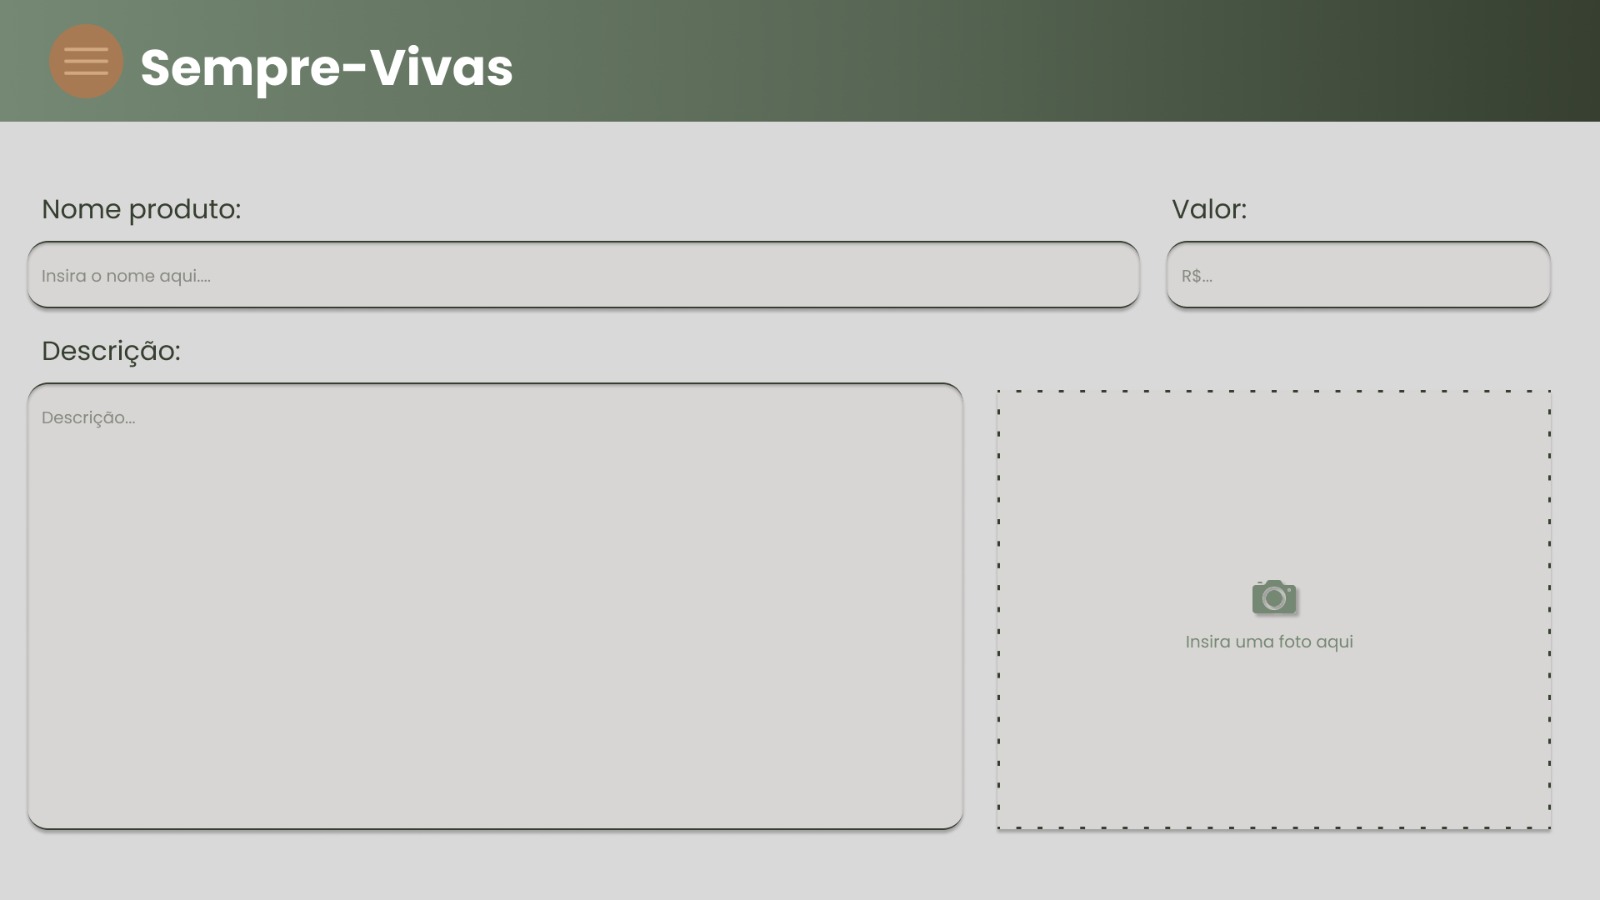 Sempre-Vivas
Nome produto:
Valor:
Insira o nome aqui....
R$...
Descrição:
Descrição...
Insira uma foto aqui